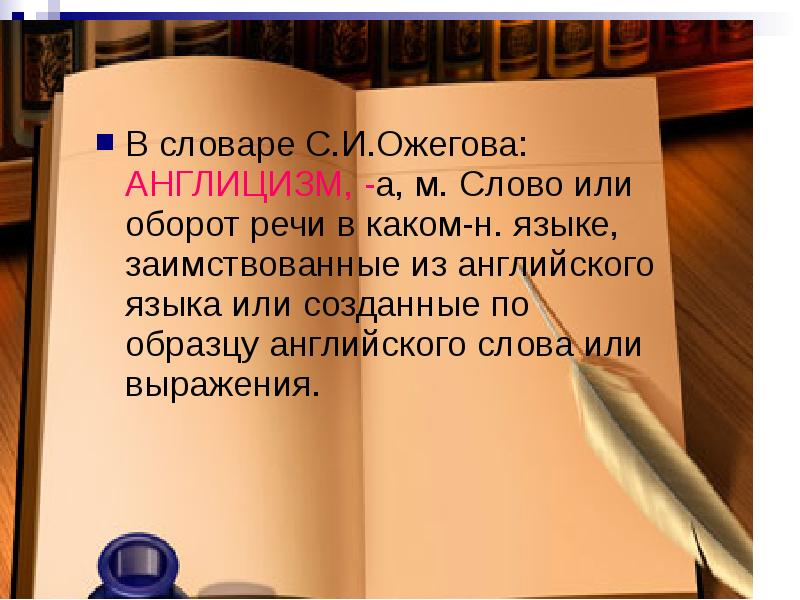 В словаре С.И.Ожегова:
АНГЛИЦИЗМ, -а, м. Слово или
оборот речи в каком-н. языке,
заимствованные из английского
языка или созданные по
образцу английского слова или
выражения.